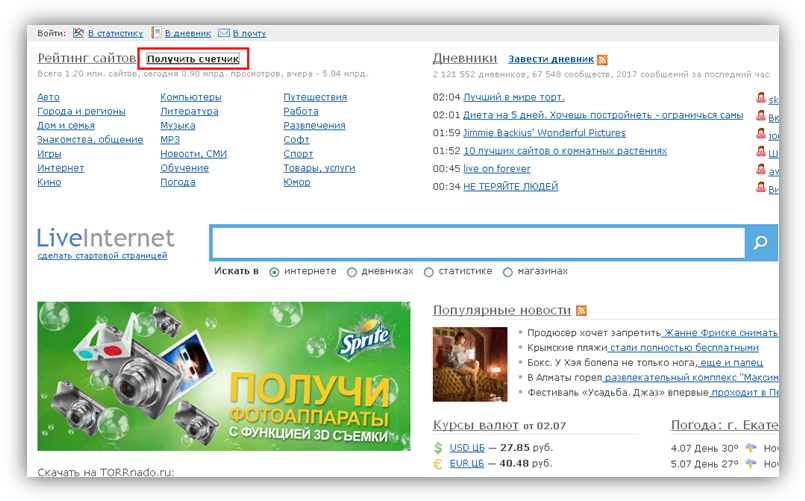 Войти: В статистику В дневник В почту
Рейтинг сайтов Получить счетчик
Всего 1.20 млн. сайтов, сегодня 0.90 млрд. просмотров, вчера - 5.04 млрд.
Авто Компьютеры Путешествия
Города и регионы Литература Работа
Дом и семья Музыка Развлечения
Знакомства, общение MP3 Софт
Игры Новости, СМИ Спорт
Интернет Обучение Товары, услуги
Кино Погода Юмор
Дневники Завести дневник
2 121 552 дневников, 67 548 сообществ, 2017 сообщений за последний час
02:04 Лучший в мире торт. sk
02:01 Диета на 5 дней. Хочешь постройнеть - ограничься самы Вк
01:59 Jimmie Backius' Wonderful Pictures joe
01:52 10 лучших сайтов о комнатных растениях Ш
00:45 live on forever av
00:34 НЕ ТЕРЯЙТЕ ЛЮДЕЙ Ви
LiveInternet
сделать стартовой страницей
Искать в интернете дневниках статистике магазинах
Sprite
ПОЛУЧИ
ФОТОАППАРАТЫ
С ФУНКЦИЕЙ 3D СЪЕМКИ
Скачать на TORRnado.ru:
Популярные новости
Продюсер хочет запретить Жанне Фриске снимать
Крымские пляжи стали полностью бесплатными
Бокс. У Хэя болела не только нога, еще и палец
В Алматы горел развлекательный комплекс "Максим
Фестиваль «Усадьба. Джаз» впервые проходит в Пе
Курсы валют от 02.07
$ USD ЦБ — 27.85 руб.
€ EUR ЦБ — 40.48 руб.
Погода: г. Екате
4.07 День 30° Ноч
5.07 День 27° Ноч